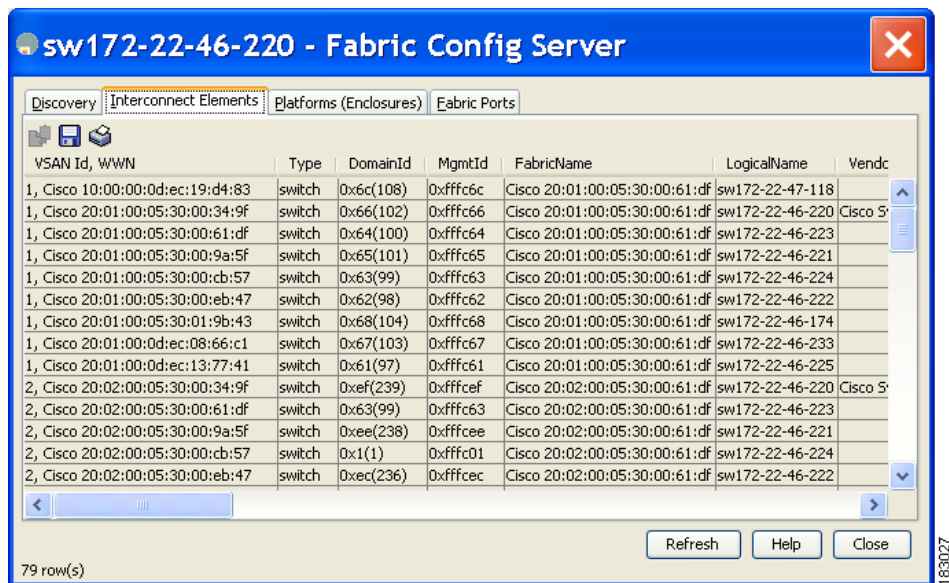 sw172-22-46-220 - Fabric Config Server
Discovery Interconnect Elements Platforms (Enclosures) Fabric Ports
VSAN Id, WWN Type DomainId MgmtId FabricName LogicalName Vendc
1, Cisco 10:00:00:0d:ec:19:d4:83 switch 0x6c(108) 0xfffc6c Cisco 20:01:00:05:30:00:61:df sw172-22-47-118
1, Cisco 20:01:00:05:30:00:34:9f switch 0x66(102) 0xfffc66 Cisco 20:01:00:05:30:00:61:df sw172-22-46-220 Cisco S
1, Cisco 20:01:00:05:30:00:61:df switch 0x64(100) 0xfffc64 Cisco 20:01:00:05:30:00:61:df sw172-22-46-223
1, Cisco 20:01:00:05:30:00:9a:5f switch 0x65(101) 0xfffc65 Cisco 20:01:00:05:30:00:61:df sw172-22-46-221
1, Cisco 20:01:00:05:30:00:cb:57 switch 0x63(99) 0xfffc63 Cisco 20:01:00:05:30:00:61:df sw172-22-46-224
1, Cisco 20:01:00:05:30:00:eb:47 switch 0x62(98) 0xfffc62 Cisco 20:01:00:05:30:00:61:df sw172-22-46-222
1, Cisco 20:01:00:05:30:01:9b:43 switch 0x68(104) 0xfffc68 Cisco 20:01:00:05:30:00:61:df sw172-22-46-174
1, Cisco 20:01:00:0d:ec:08:66:c1 switch 0x67(103) 0xfffc67 Cisco 20:01:00:05:30:00:61:df sw172-22-46-233
1, Cisco 20:01:00:0d:ec:13:77:41 switch 0x61(97) 0xfffc61 Cisco 20:01:00:05:30:00:61:df sw172-22-46-225
2, Cisco 20:02:00:05:30:00:34:9f switch 0xef(239) 0xfffcef Cisco 20:02:00:05:30:00:61:df sw172-22-46-220 Cisco S
2, Cisco 20:02:00:05:30:00:61:df switch 0x63(99) 0xfffc63 Cisco 20:02:00:05:30:00:61:df sw172-22-46-223
2, Cisco 20:02:00:05:30:00:9a:5f switch 0xee(238) 0xfffcee Cisco 20:02:00:05:30:00:61:df sw172-22-46-221
2, Cisco 20:02:00:05:30:00:cb:57 switch 0x1(1) 0xfffc01 Cisco 20:02:00:05:30:00:61:df sw172-22-46-224
2, Cisco 20:02:00:05:30:00:eb:47 switch 0xec(236) 0xfffcec Cisco 20:02:00:05:30:00:61:df sw172-22-46-222
Refresh Help Close
79 row(s)
183027